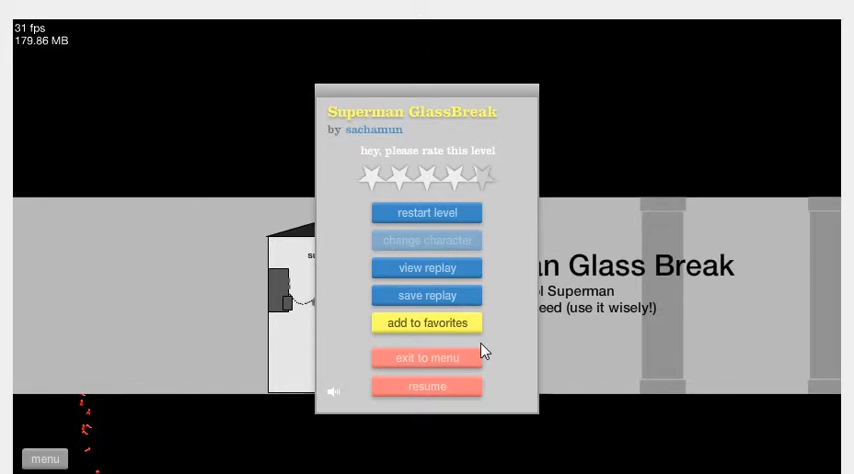 31 fps
179.86 MB
Superman GlassBreak
by sachamun
hey, please rate this level
restart level
change character
view replay
save replay
add to favorites
exit to menu
resume
an Glass Break
ol Superman
eed (use it wisely!)
menu